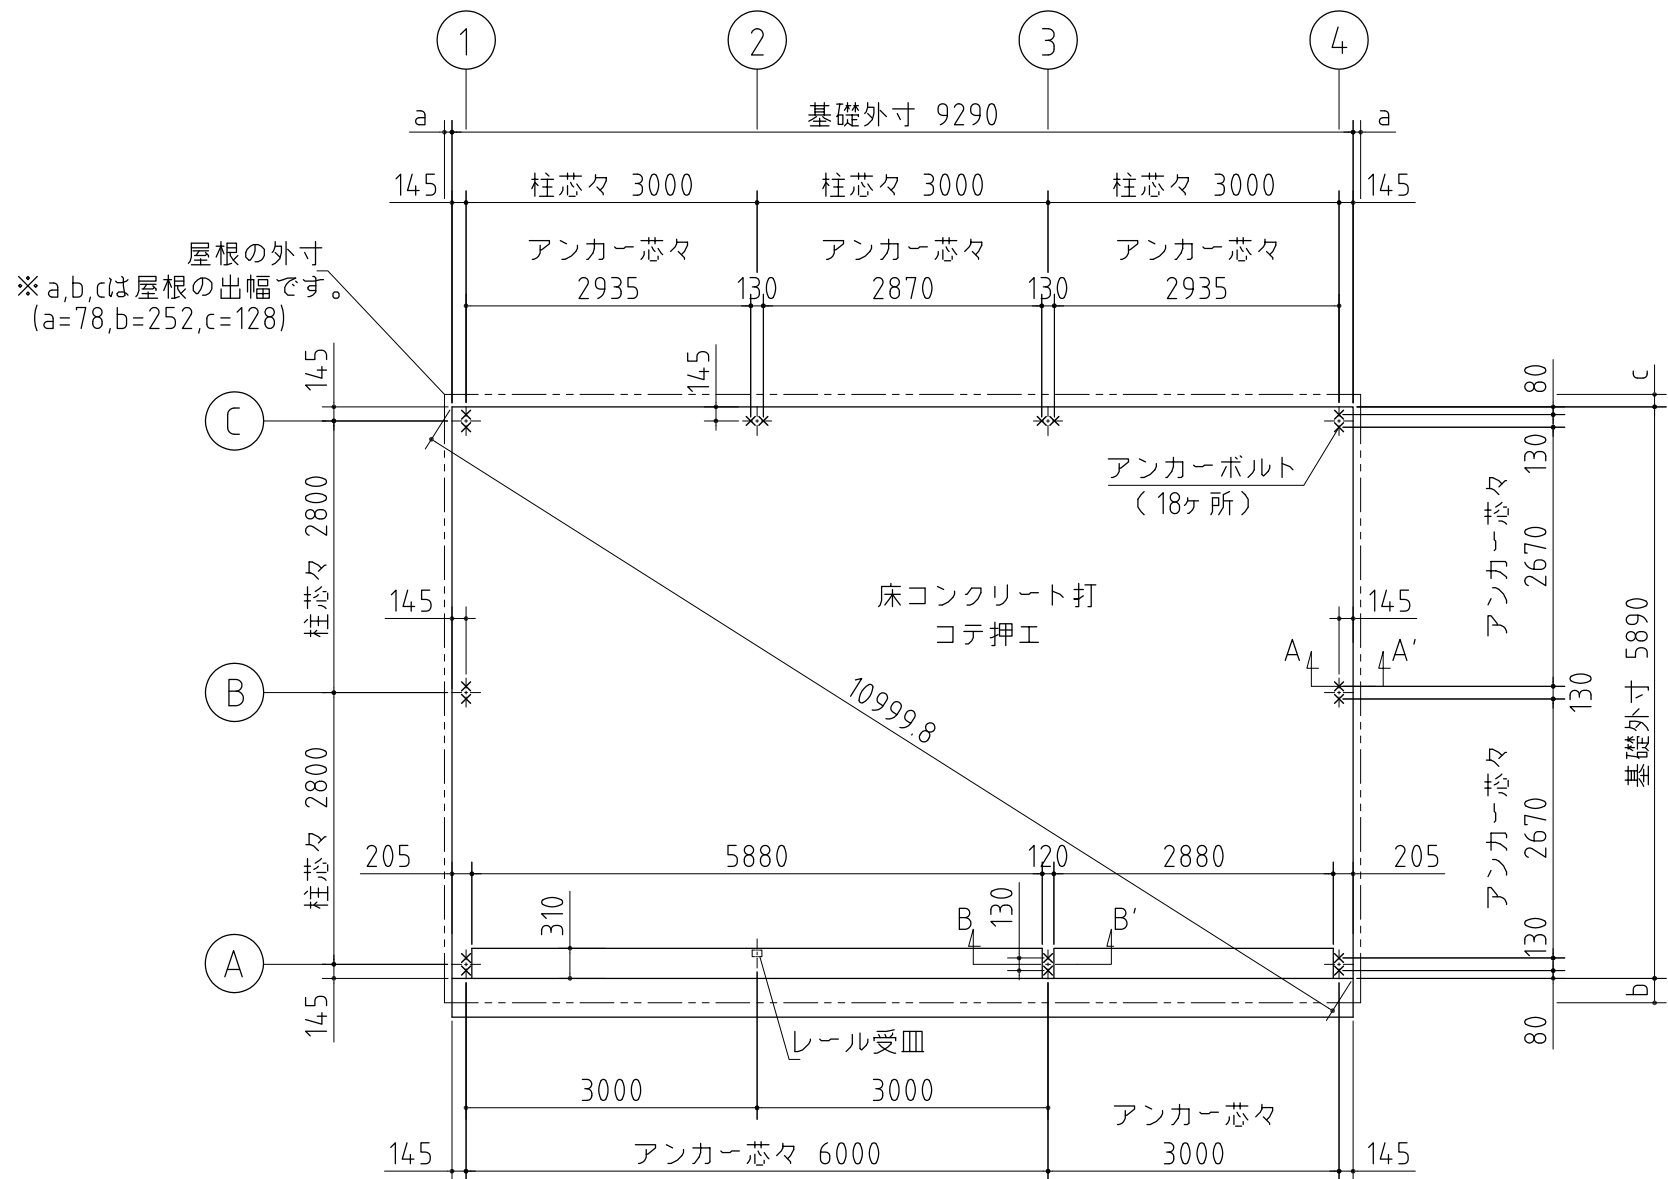 1 2 3 4
a 基礎外寸 9290 a
145 柱芯々 3000 柱芯々 3000 柱芯々 3000 145
屋根の外寸
※a,b,cは屋根の出幅です。
(a=78,b=252,c=128)
アンカー芯々 アンカー芯々 アンカー芯々
2935 130 2870 130 2935
145 145 80 c
C
アンカーボルト
(18ケ所)
130
柱芯々 2800
アンカー芯々
2670
床コンクリート打
コテ押エ
145 145
A A'
B
10999.8
130
基礎外寸 5890
柱芯々 2800
アンカー芯々
2670
205 5880 120 2880 205
310 B 130 B'
130
A
145
b
80
レール受皿
3000 3000
アンカー芯々
145 アンカー芯々 6000 3000 145